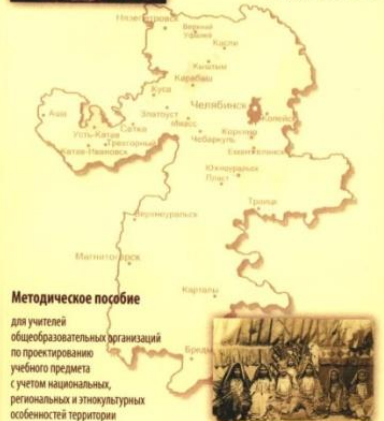 Нязепетровск
Верхний
Уфалей
Касли
Кыштым
Карабаш
Куса
Челябинск
Аша
Златоуст
Копейск
Усть-Катав
Сатка
Миасс
Коркино
Трехгорный
Чебаркуль
Катав-Ивановск
Еманжелинск
Южноуральск
Пласт
Троицк
Верхнеуральск
Магнитогорск
Карталы
Методическое пособие
для учителей
общеобразовательных организаций
по проектированию
Бреды
учебного предмета
с учетом национальных,
региональных и этнокультурных
особенностей территории